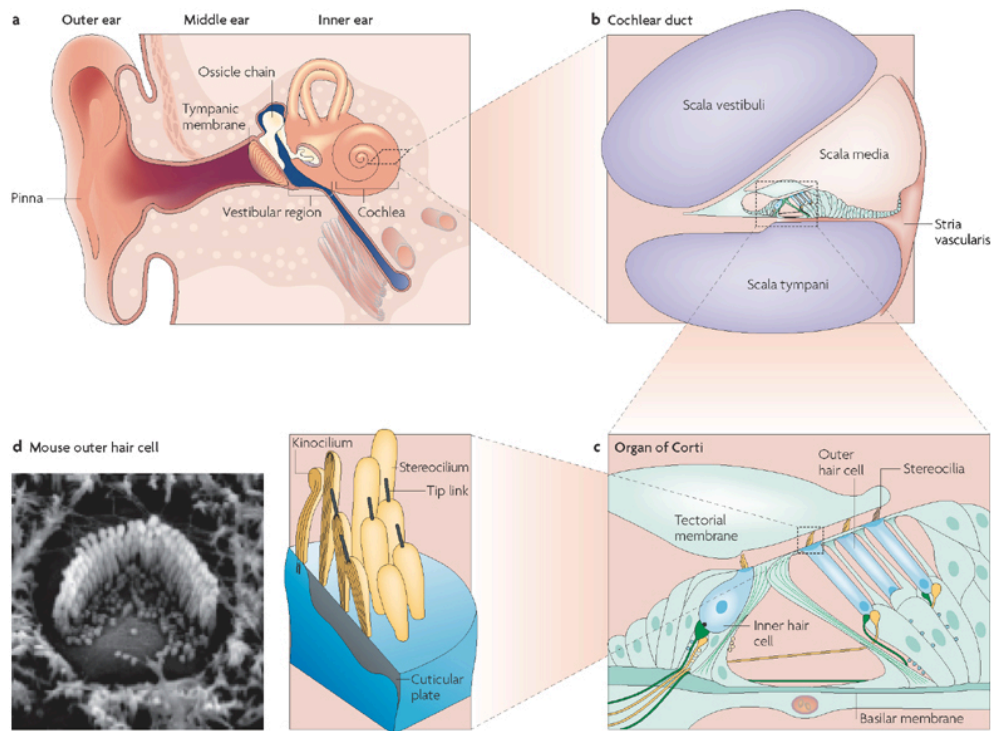 a
Outer ear
Middle ear
Inner ear
Ossicle chain
Tympanic
membrane
Pinna
Vestibular region
Cochlea
b Cochlear duct
Scala vestibuli
Scala media
Stria
vascularis
Scala tympani
d Mouse outer hair cell
Kinocilium
Stereocilium
Tip link
Cuticular
plate
c Organ of Corti
Outer
hair cell
Stereocilia
Tectorial
membrane
Inner hair
cell
Basilar membrane